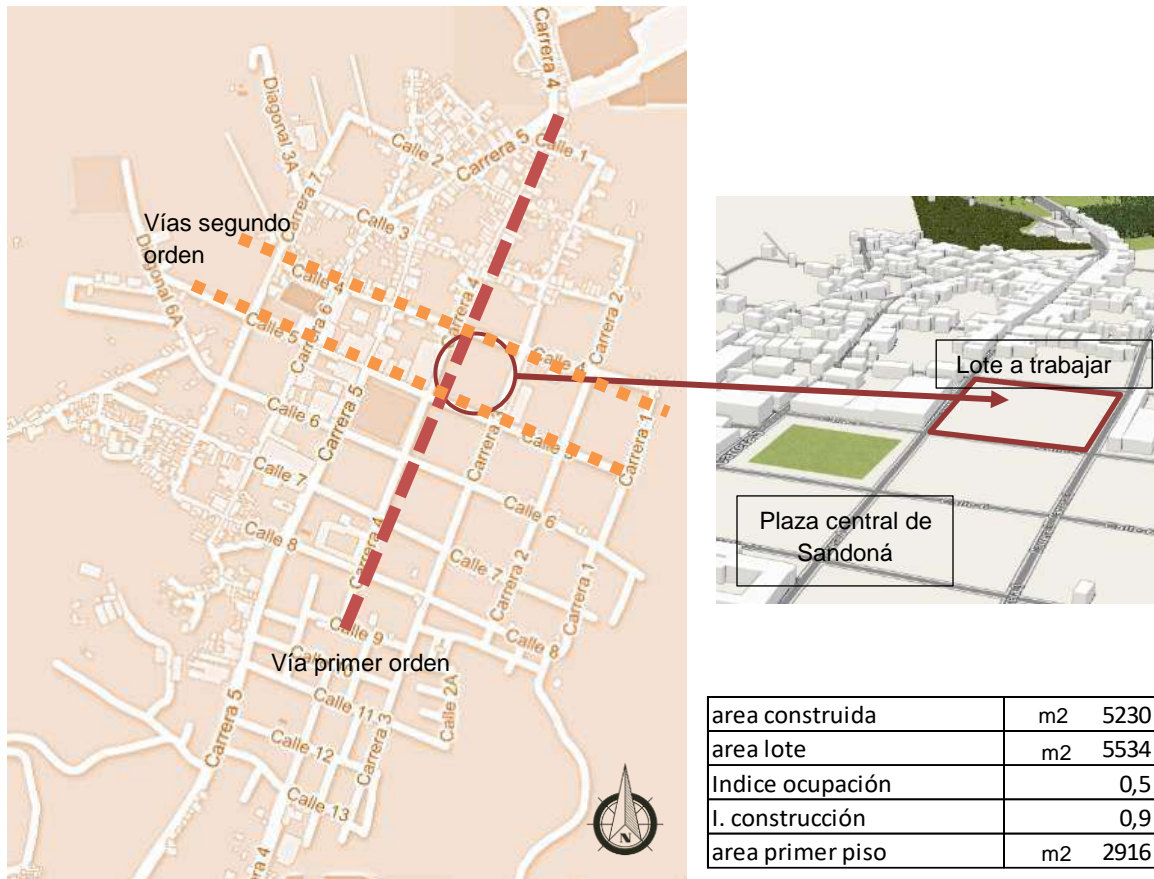 Carrera 4
Diagonal 3A
Carrera 5
Calle 1
Calle 2
Carrera 7
Vías segundo
orden
Calle 3
Diagonal 6A
Calle 4
Carrera 4
Carrera 2
Calle 5
Carrera 6
Calle 4
Carrera 5
Calle 6
Carrera 1
Calle 7
Calle 6
Calle 8
Carrera 4
Calle 7
Carrera 2
Carrera 1
Calle 9
Calle 8
Vía primer orden
Calle 2A
Calle 11
Carrera 3
Carrera 5
Calle 12
Calle 13
N
Lote a trabajar
Plaza central de
Sandoná
area construida m2 5230
area lote m2 5534
Indice ocupación 0,5
I. construcción 0,9
area primer piso m2 2916